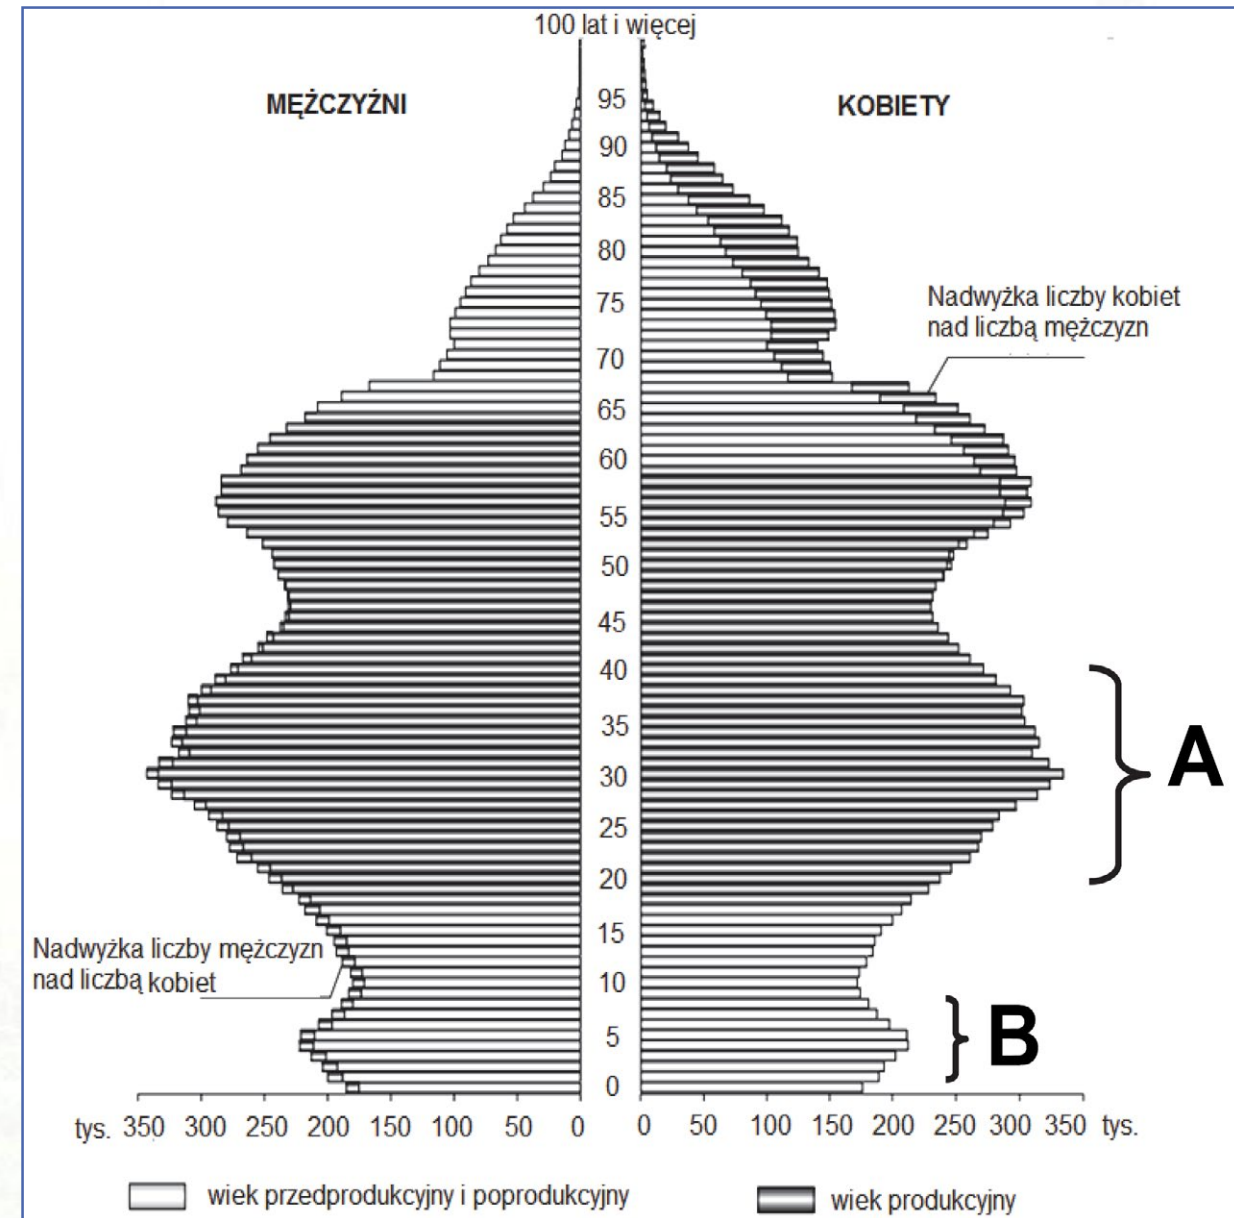 100 lat i więcej
MĘŻCZYŹNI
KOBIETY
95
90
85
80
75
70
65
60
55
50
45
40
35
30
25
20
15
10
5
0
Nadwyżka liczby kobiet
nad liczbą mężczyzn
A
Nadwyżka liczby mężczyzn
nad liczbą kobiet
B
tys. 350 300 250 200 150 100 50 0
0 50 100 150 200 250 300 350 tys.
wiek przedprodukcyjny i poprodukcyjny
wiek produkcyjny